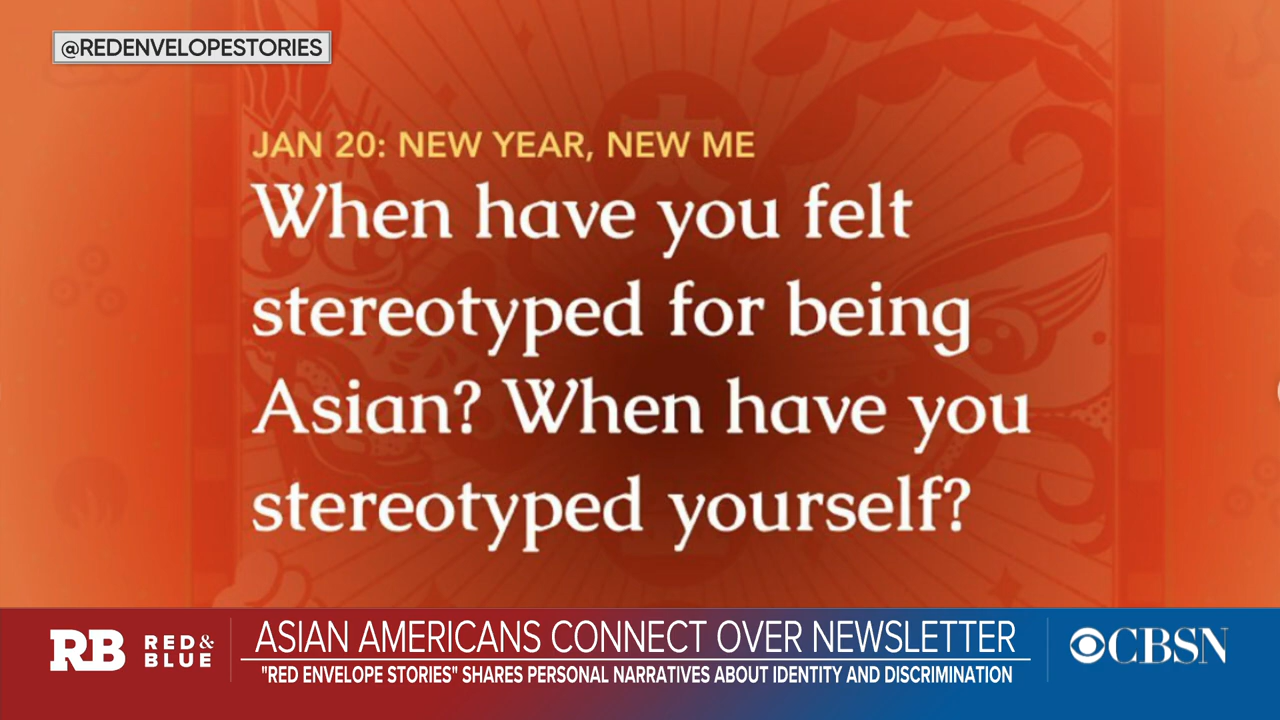 @REDENVELOPESTORIES
JAN 20: NEW YEAR, NEW ME
When have you felt
stereotyped for being
Asian? When have you
stereotyped yourself?
RB RED& BLUE
ASIAN AMERICANS CONNECT OVER NEWSLETTER
"RED ENVELOPE STORIES" SHARES PERSONAL NARRATIVES ABOUT IDENTITY AND DISCRIMINATION
CBSN